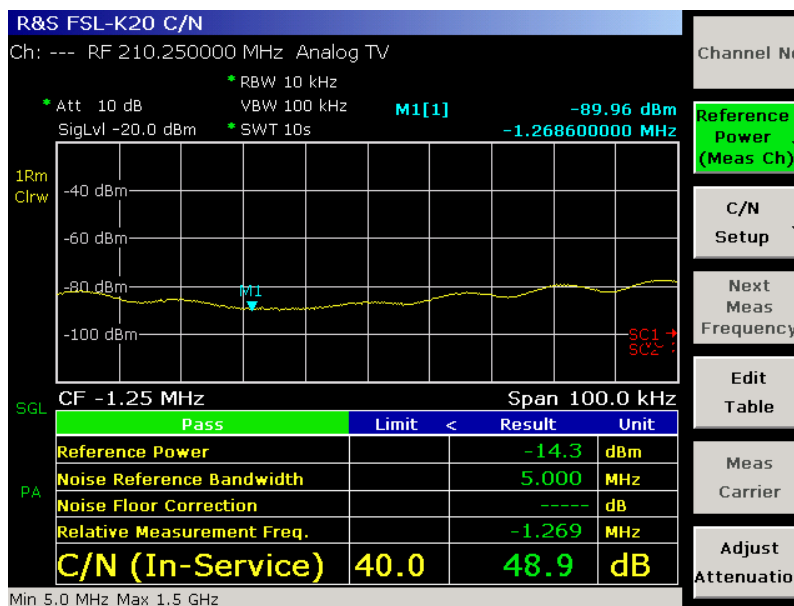 R&S FSL-K20 C/N
Ch: --- RF 210.250000 MHz Analog TV
* RBW 10 kHz
* Att 10 dB VBW 100 kHz M1[1] -89.96 dBm
SigLvl -20.0 dBm * SWT 10s -1.268600000 MHz
1Rm
Clrw
-40 dBm
-60 dBm
-80 dBm
M1
-100 dBm
SC1
SC2
SGL
CF -1.25 MHz Span 100.0 kHz
Pass Limit < Result Unit
Reference Power -14.3 dBm
Noise Reference Bandwidth 5.000 MHz
PA
Noise Floor Correction ----- dB
Relative Measurement Freq. -1.269 MHz
C/N (In-Service) 40.0 48.9 dB
Min 5.0 MHz Max 1.5 GHz
Channel No
Reference
Power
(Meas Ch)
C/N
Setup
Next
Meas
Frequency
Edit
Table
Meas
Carrier
Adjust
Attenuatio